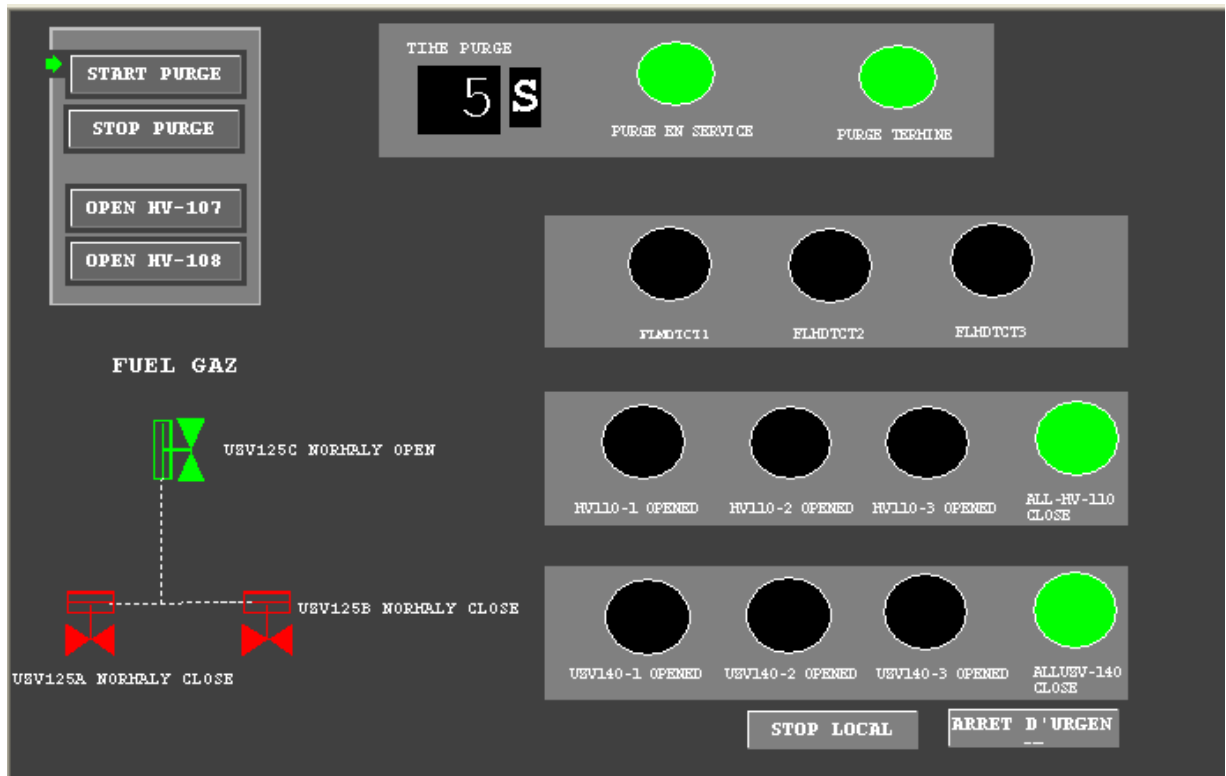 START PURGE
STOP PURGE
OPEN HV-107
OPEN HV-108
TIME PURGE
5 S
PURGE EN SERVICE
PURGE TERMINE
FLMDTCT1
FLMDTCT2
FLMDTCT3
FUEL GAZ
USV125C NORMALY OPEN
USV125B NORMALY CLOSE
USV125A NORMALY CLOSE
HV110-1 OPENED
HV110-2 OPENED
HV110-3 OPENED
ALL-HV-110
CLOSE
USV140-1 OPENED
USV140-2 OPENED
USV140-3 OPENED
ALLUSV-140
CLOSE
STOP LOCAL
ARRET D'URGEN